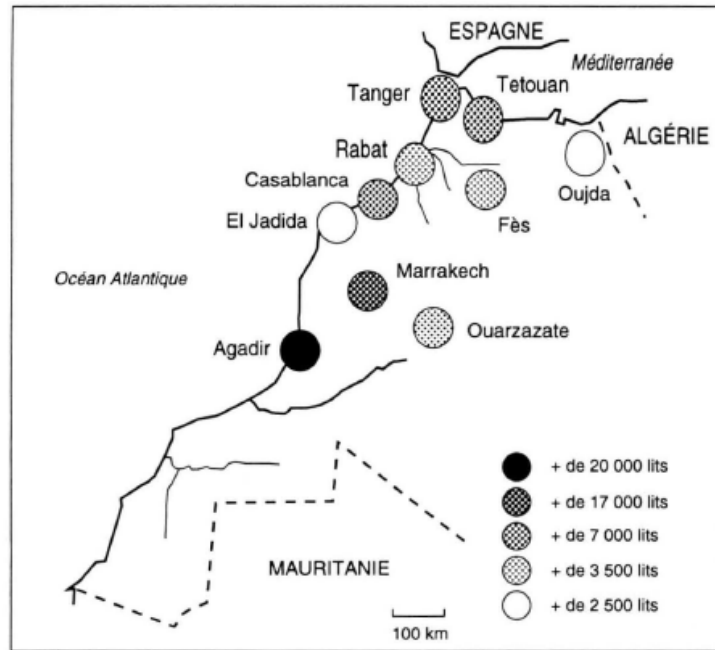 ESPAGNE
Méditerranée
Tanger
Tetouan
ALGÉRIE
Rabat
Casablanca
Oujda
El Jadida
Fès
Marrakech
Océan Atlantique
Ouarzazate
Agadir
+ de 20 000 lits
+ de 17 000 lits
+ de 7 000 lits
+ de 3 500 lits
+ de 2 500 lits
MAURITANIE
100 km